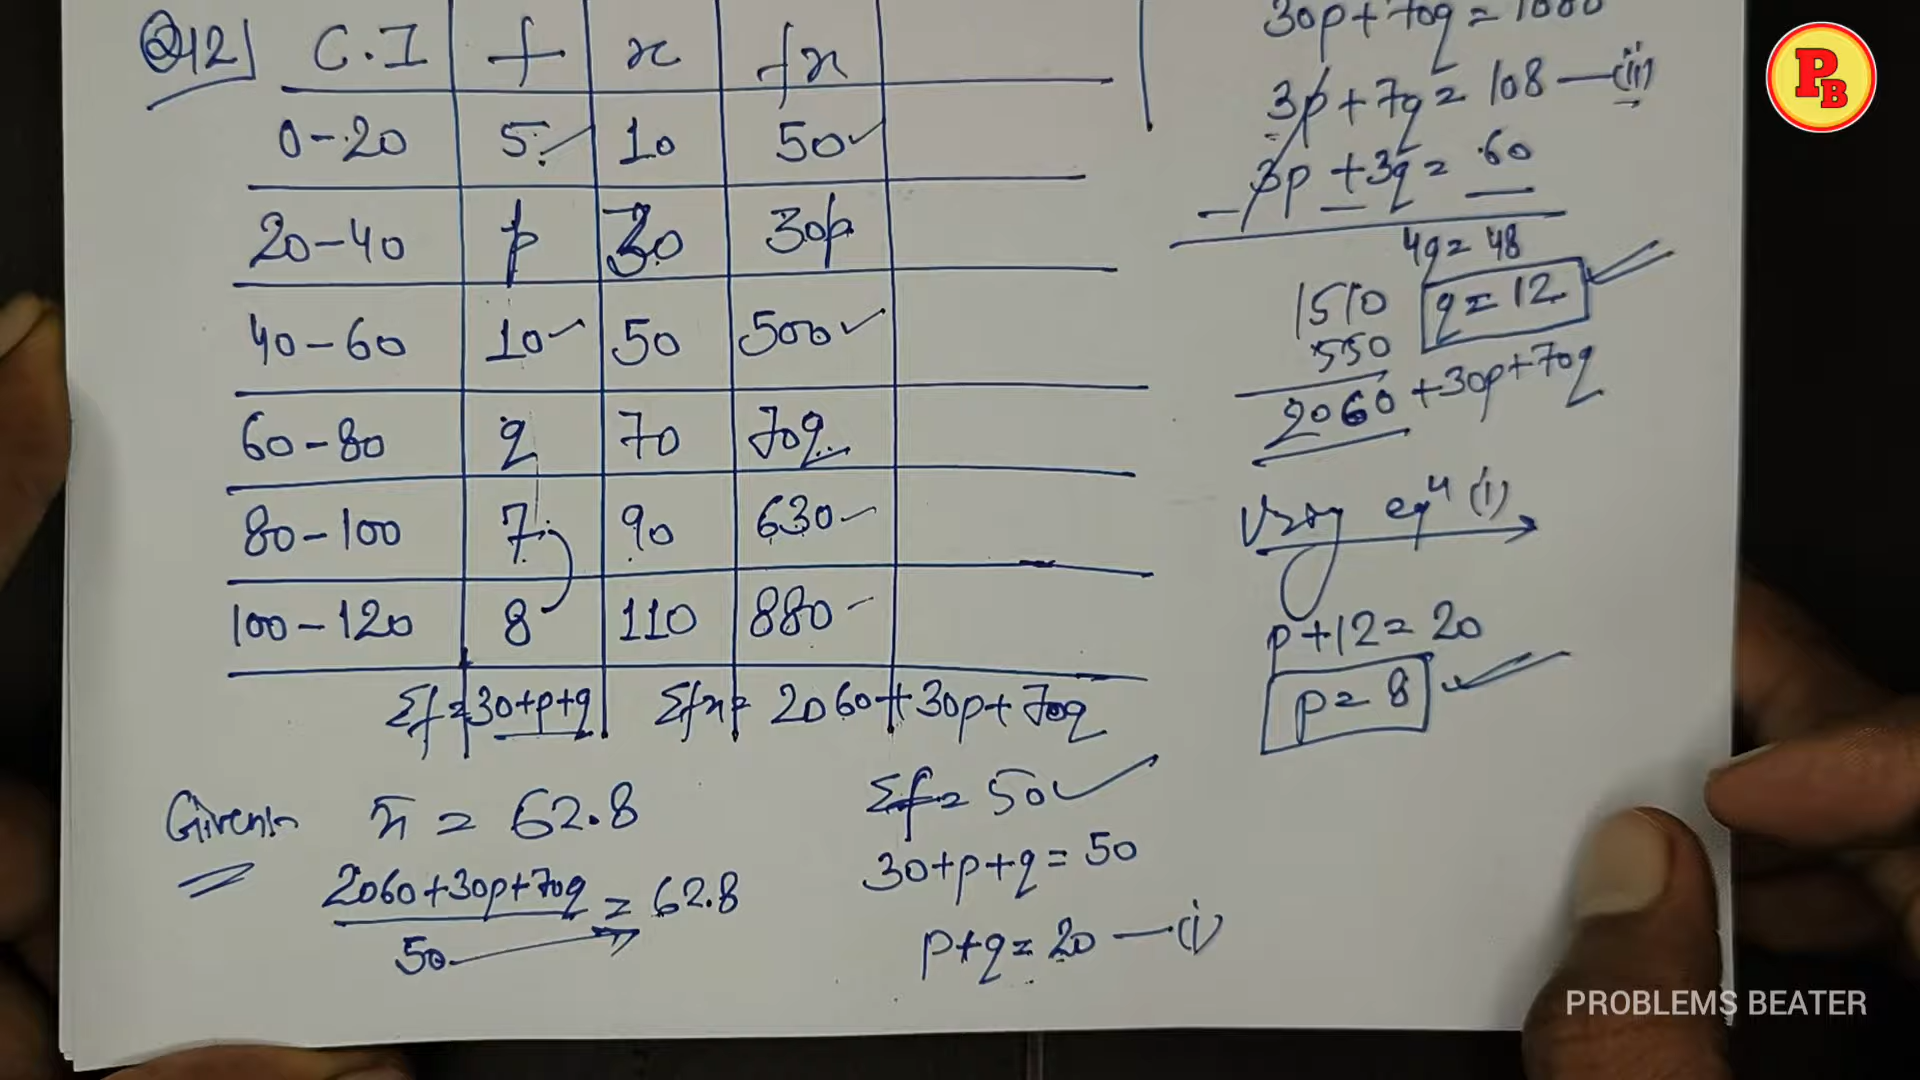 Q12] C.I f x fx
0-20 5 10 50
20-40 p 30 30p
40-60 10 50 500
60-80 q 70 70q
80-100 7 90 630
100-120 8 110 880
Σf = 30+p+q Σfx = 2060+30p+70q
Given:- x̄ = 62.8
2060+30p+70q = 62.8
50
Σf = 50
30+p+q = 50
p+q = 20 —(i)
30p+70q = 1080
3p+7q = 108 —(ii)
3p+3q = 60
4q = 48
q = 12
1510
550
2060+30p+70q
eqn (i)
p+12 = 20
p = 8
PB
PROBLEMS BEATER